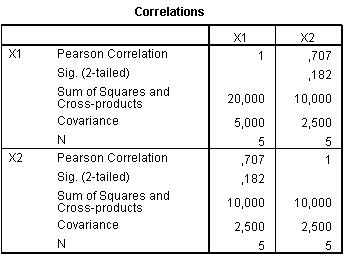 Correlations
X1 X2
X1 Pearson Correlation 1 ,707
Sig. (2-tailed) ,182
Sum of Squares and
Cross-products 20,000 10,000
Covariance 5,000 2,500
N 5 5
X2 Pearson Correlation ,707 1
Sig. (2-tailed) ,182
Sum of Squares and
Cross-products 10,000 10,000
Covariance 2,500 2,500
N 5 5